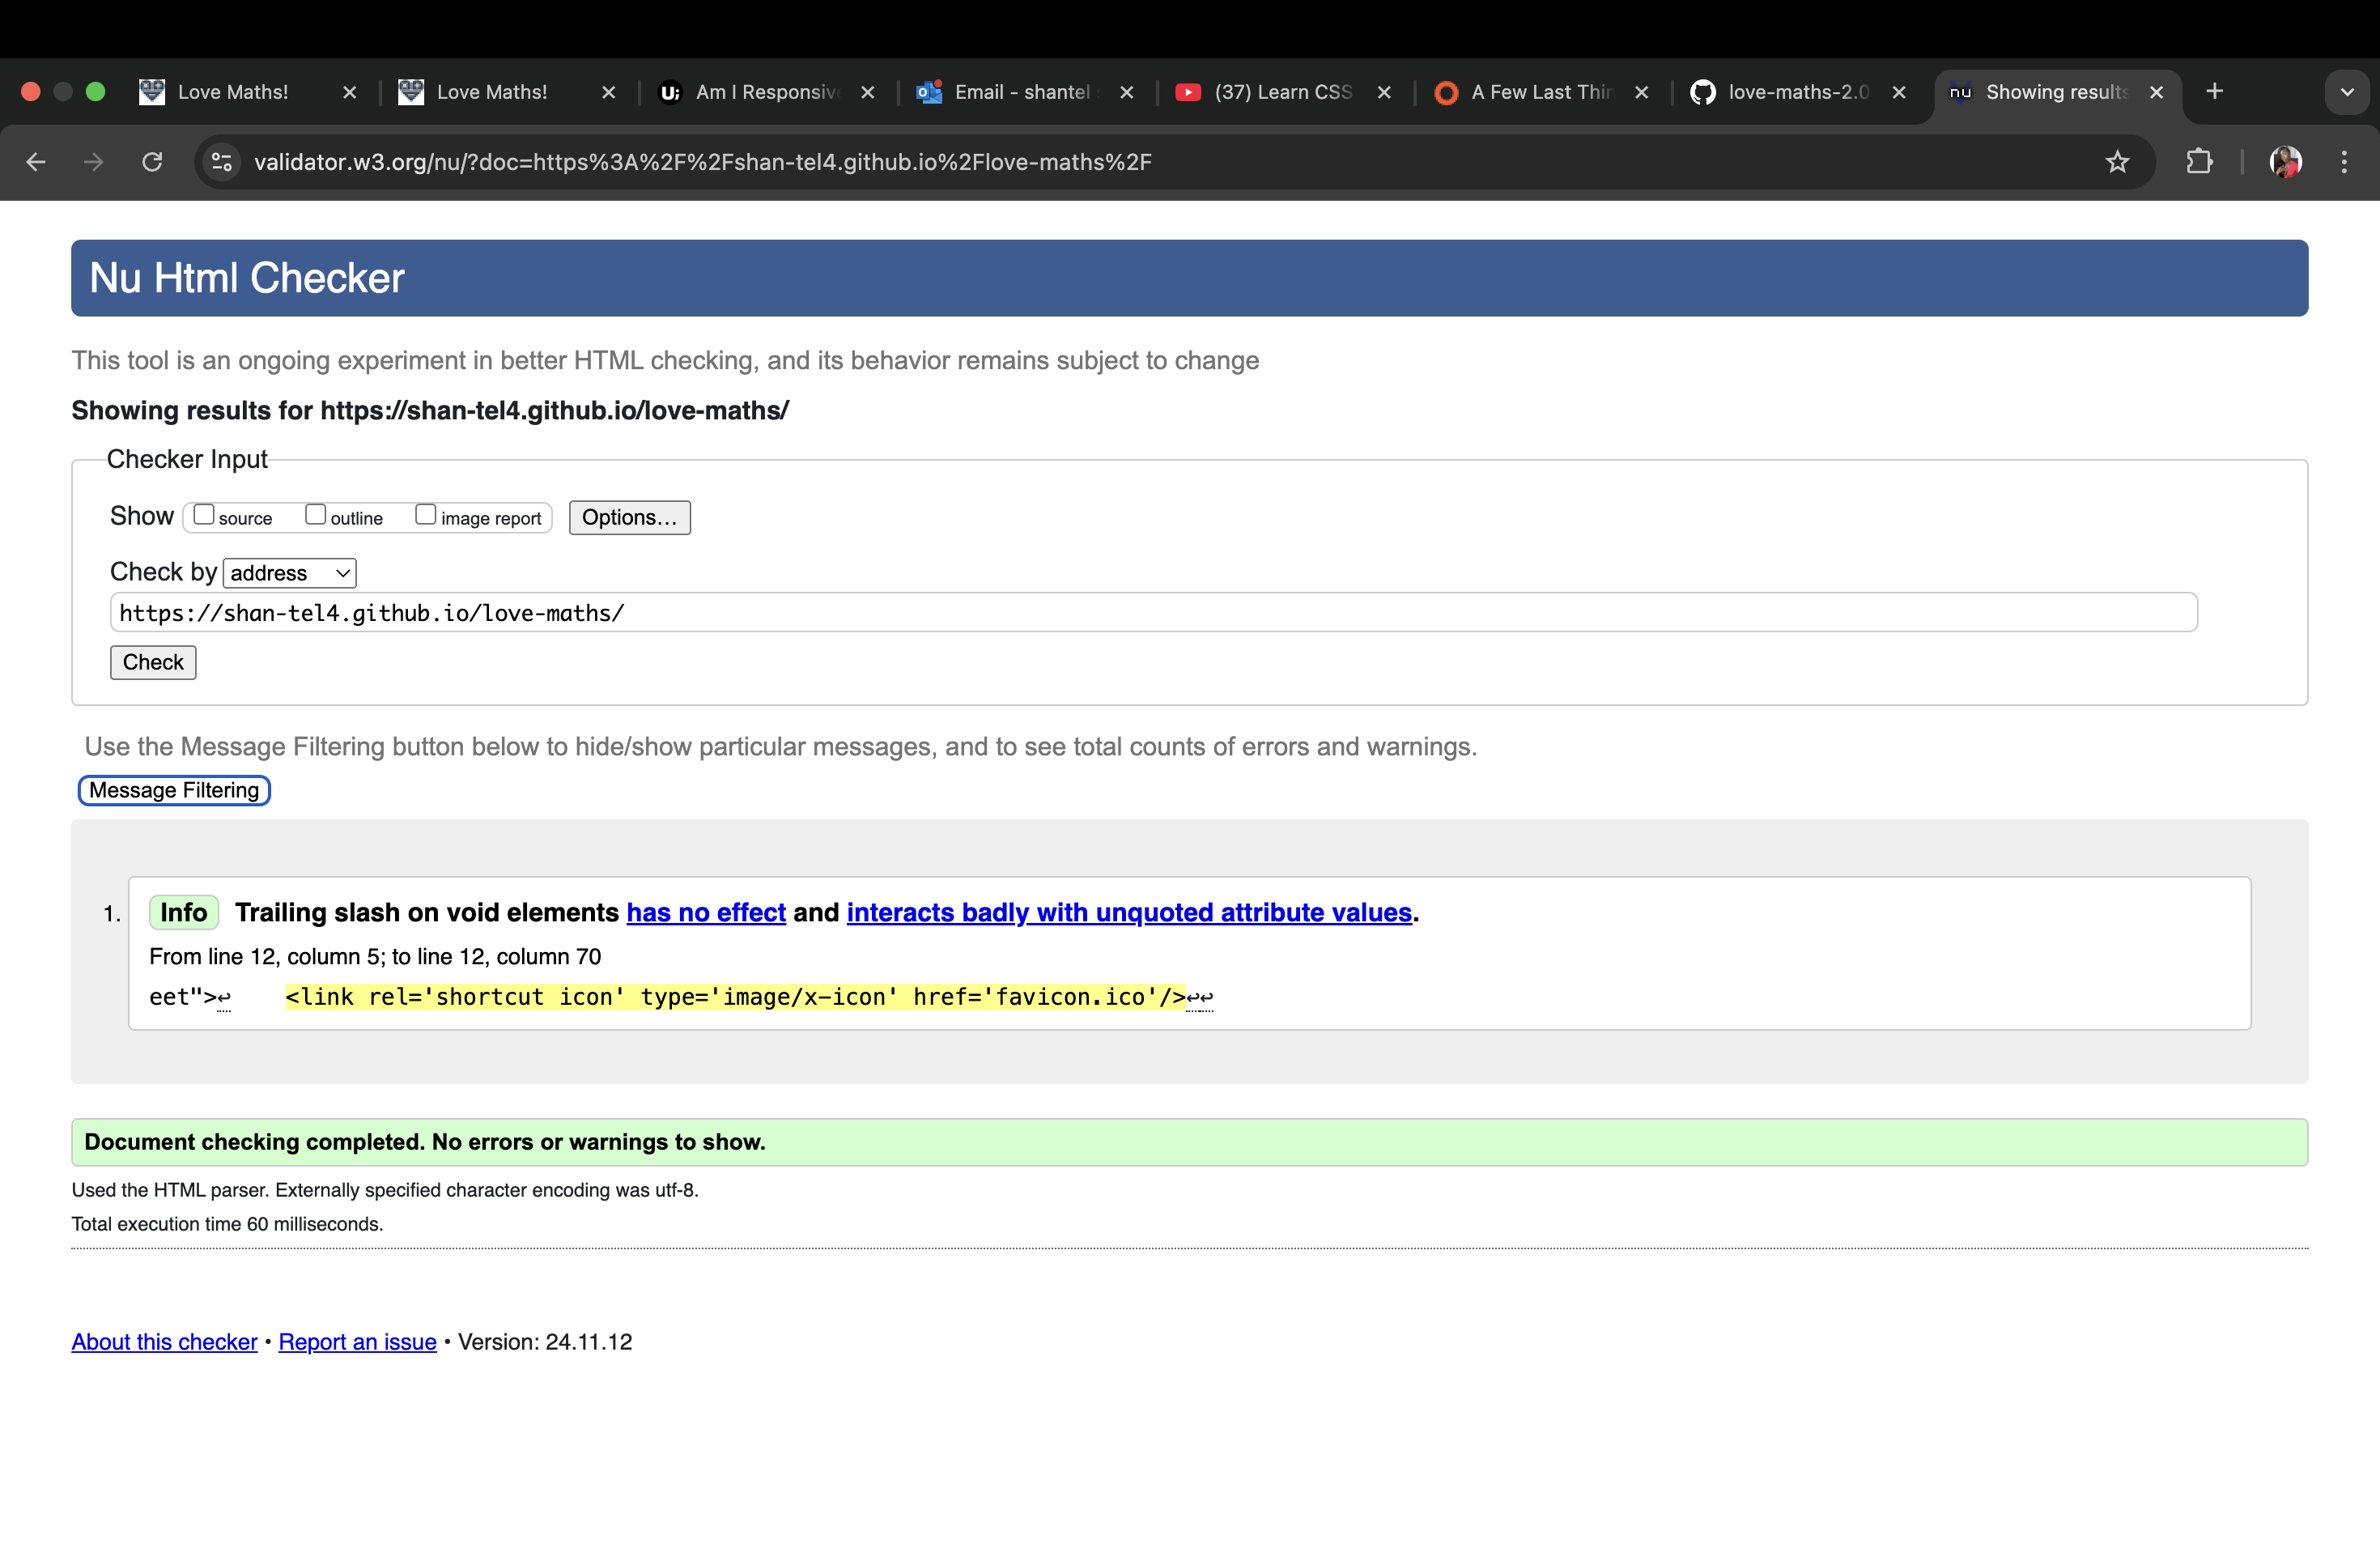 Love Maths!
Love Maths!
Am I Responsive
Email - shantel
(37) Learn CSS
A Few Last Thin
love-maths-2.0
nu Showing results
validator.w3.org/nu/?doc=https%3A%2F%2Fshan-tel4.github.io%2Flove-maths%2F
Nu Html Checker
This tool is an ongoing experiment in better HTML checking, and its behavior remains subject to change
Showing results for https://shan-tel4.github.io/love-maths/
Checker Input
Show source outline image report Options...
Check by address
https://shan-tel4.github.io/love-maths/
Check
Use the Message Filtering button below to hide/show particular messages, and to see total counts of errors and warnings.
Message Filtering
1. Info Trailing slash on void elements has no effect and interacts badly with unquoted attribute values.
From line 12, column 5; to line 12, column 70
eet">↩ <link rel='shortcut icon' type='image/x-icon' href='favicon.ico'/>↩↩
Document checking completed. No errors or warnings to show.
Used the HTML parser. Externally specified character encoding was utf-8.
Total execution time 60 milliseconds.
About this checker • Report an issue • Version: 24.11.12